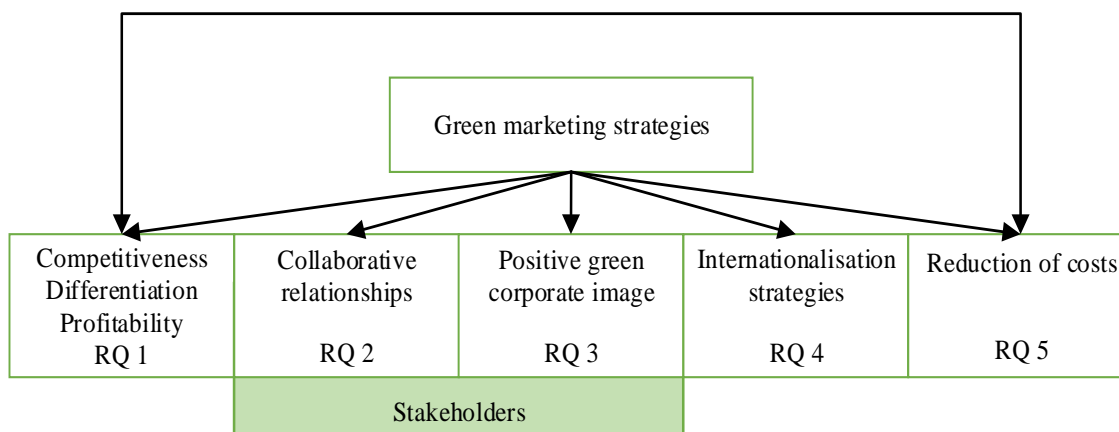 Green marketing strategies
Competitiveness
Differentiation
Profitability
RQ 1
Collaborative
relationships
RQ 2
Positive green
corporate image
RQ 3
Internationalisation
strategies
RQ 4
Reduction of costs
RQ 5
Stakeholders